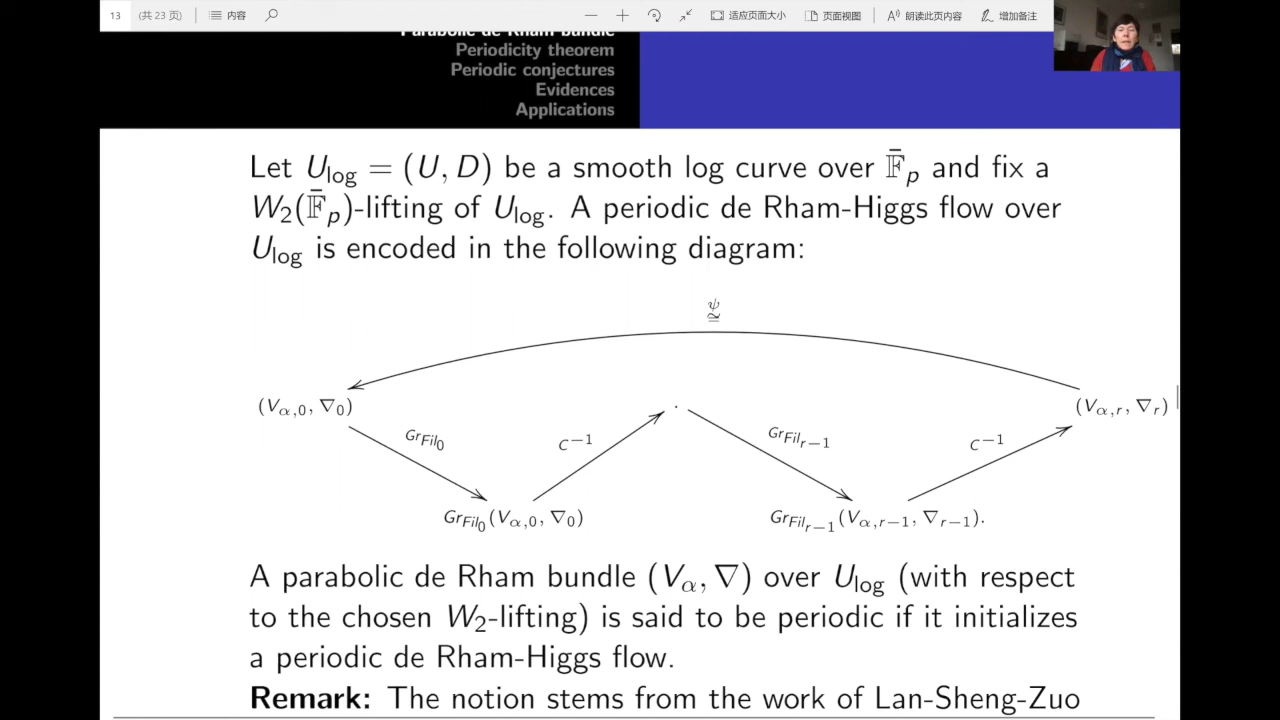 13 (共 23 页) 内容 适应页面大小 页面视图 朗读此页内容 增加备注
Parabolic de Rham bundle
Periodicity theorem
Periodic conjectures
Evidences
Applications
Let U_log = (U, D) be a smooth log curve over F̄_p and fix a
W_2(F̄_p)-lifting of U_log. A periodic de Rham-Higgs flow over
U_log is encoded in the following diagram:
ψ
≅
(V_{α,0}, ∇_0) · (V_{α,r}, ∇_r)
Gr_{Fil_0} C^{-1} Gr_{Fil_{r-1}} C^{-1}
Gr_{Fil_0}(V_{α,0}, ∇_0) Gr_{Fil_{r-1}}(V_{α,r-1}, ∇_{r-1}).
A parabolic de Rham bundle (V_α, ∇) over U_log (with respect
to the chosen W_2-lifting) is said to be periodic if it initializes
a periodic de Rham-Higgs flow.
Remark: The notion stems from the work of Lan-Sheng-Zuo